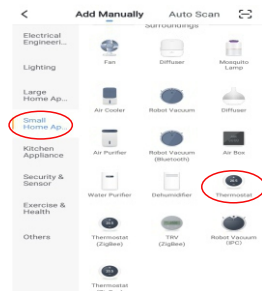 Add Manually Auto Scan
Surroundings
Electrical
Engineeri...
Fan Diffuser Mosquito
Lamp
Lighting
Large
Home Ap...
Air Cooler Robot Vacuum Diffuser
Small
Home Ap...
Kitchen
Appliance
Air Purifier Robot Vacuum
(Bluetooth) Air Box
Security &
Sensor
Water Purifier Dehumidifier Thermostat
Exercise &
Health
Others
Thermostat
(ZigBee) TRV
(ZigBee) Robot Vacuum
(IPC)
Thermostat